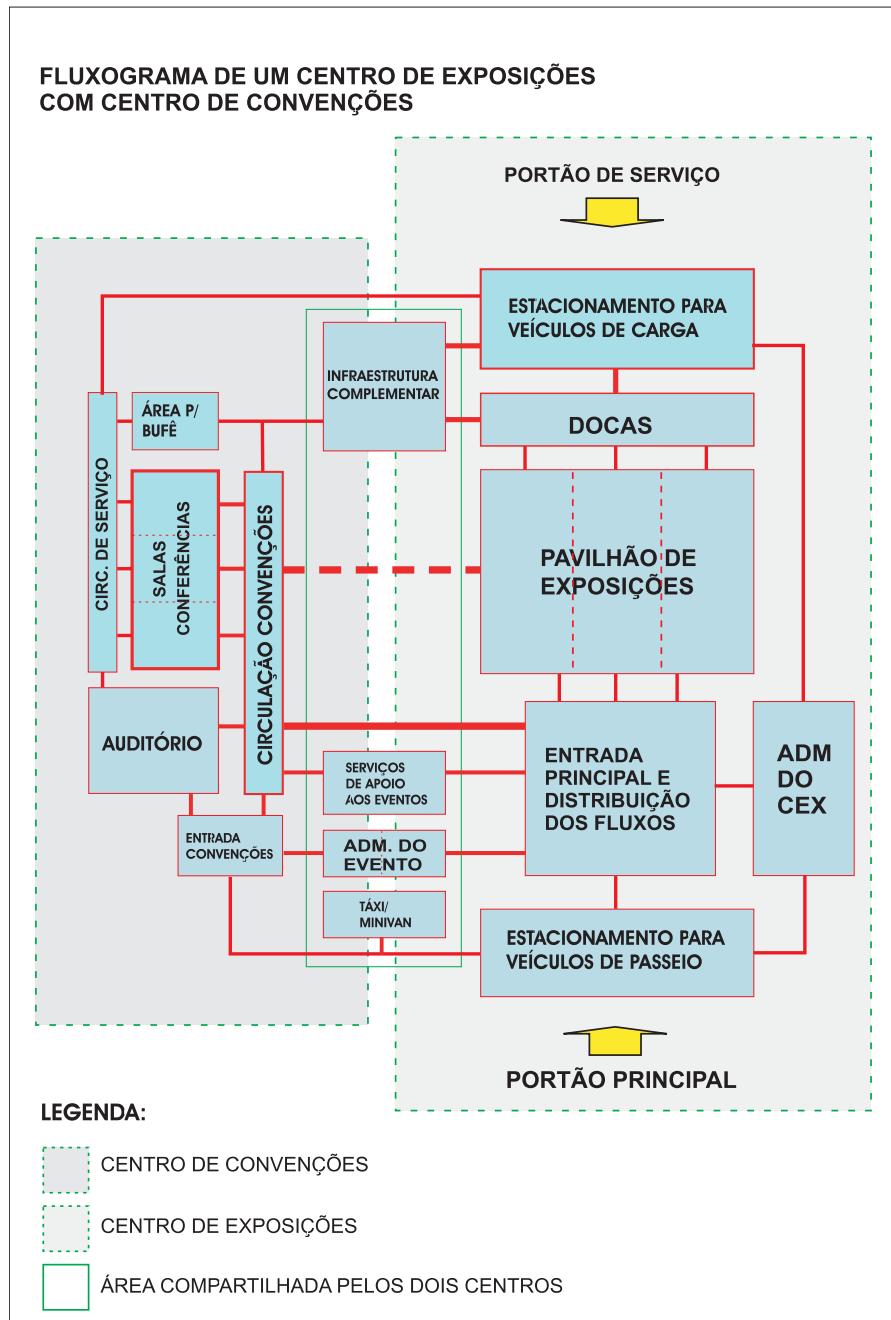 FLUXOGRAMA DE UM CENTRO DE EXPOSIÇÕES
COM CENTRO DE CONVENÇÕES
PORTÃO DE SERVIÇO
ESTACIONAMENTO PARA
VEÍCULOS DE CARGA
INFRAESTRUTURA
COMPLEMENTAR
ÁREA P/
BUFÊ
DOCAS
CIRC. DE SERVIÇO
SALAS
CONFERÊNCIAS
CIRCULAÇÃO CONVENÇÕES
PAVILHÃO DE
EXPOSIÇÕES
AUDITÓRIO
SERVIÇOS
DE APOIO
AOS EVENTOS
ENTRADA
PRINCIPAL E
DISTRIBUIÇÃO
DOS FLUXOS
ADM
DO
CEX
ENTRADA
CONVENÇÕES
ADM. DO
EVENTO
TÁXI/
MINIVAN
ESTACIONAMENTO PARA
VEÍCULOS DE PASSEIO
PORTÃO PRINCIPAL
LEGENDA:
CENTRO DE CONVENÇÕES
CENTRO DE EXPOSIÇÕES
ÁREA COMPARTILHADA PELOS DOIS CENTROS